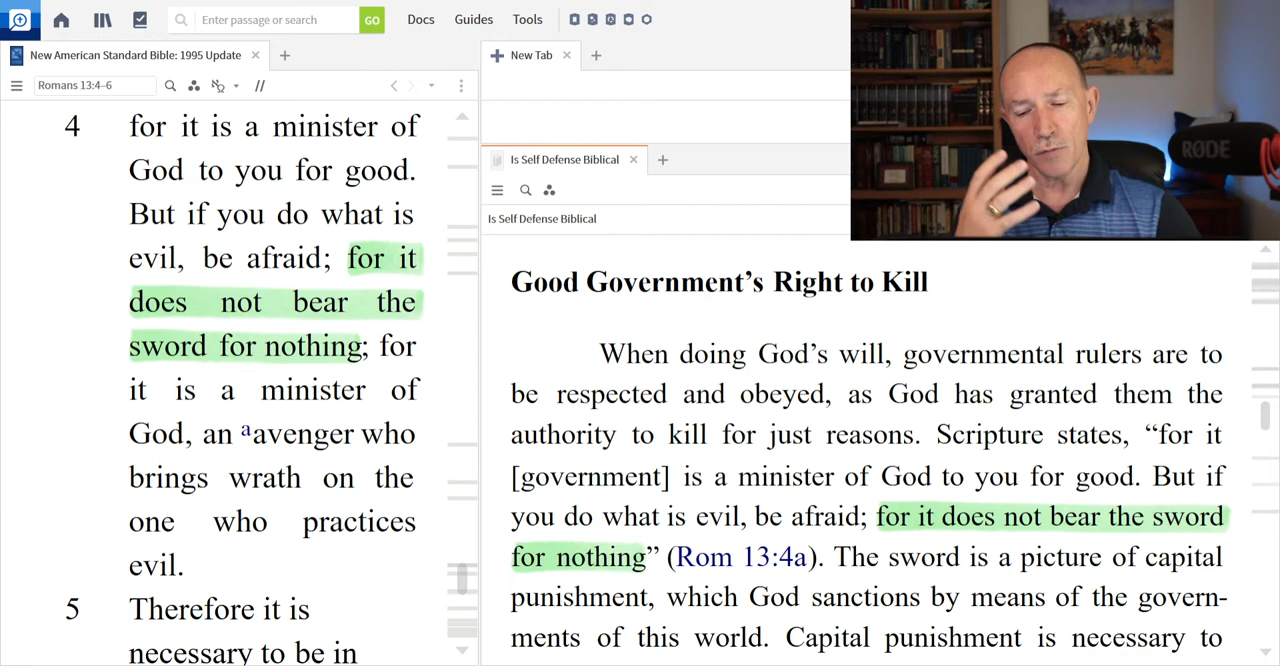 Enter passage or search
GO
Docs
Guides
Tools
New American Standard Bible: 1995 Update
New Tab
Romans 13:4-6
4 for it is a minister of
God to you for good.
But if you do what is
evil, be afraid; for it
does not bear the
sword for nothing; for
it is a minister of
God, an aavenger who
brings wrath on the
one who practices
evil.
5 Therefore it is
necessary to be in
Is Self Defense Biblical
Is Self Defense Biblical
Good Government’s Right to Kill
When doing God’s will, governmental rulers are to
be respected and obeyed, as God has granted them the
authority to kill for just reasons. Scripture states, “for it
[government] is a minister of God to you for good. But if
you do what is evil, be afraid; for it does not bear the sword
for nothing” (Rom 13:4a). The sword is a picture of capital
punishment, which God sanctions by means of the govern-
ments of this world. Capital punishment is necessary to
RØDE